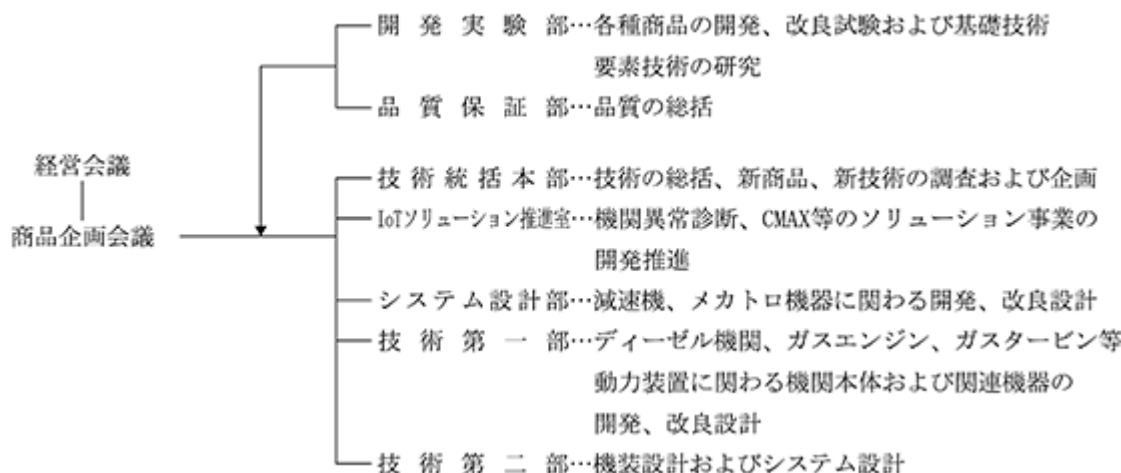 開発実験部…各種商品の開発、改良試験および基礎技術
要素技術の研究
品質保証部…品質の総括
経営会議
商品企画会議
技術統括本部…技術の総括、新商品、新技術の調査および企画
IoTソリューション推進室…機関異常診断、CMAX等のソリューション事業の
開発推進
システム設計部…減速機、メカトロ機器に関わる開発、改良設計
技術第一部…ディーゼル機関、ガスエンジン、ガスタービン等
動力装置に関わる機関本体および関連機器の
開発、改良設計
技術第二部…機装設計およびシステム設計